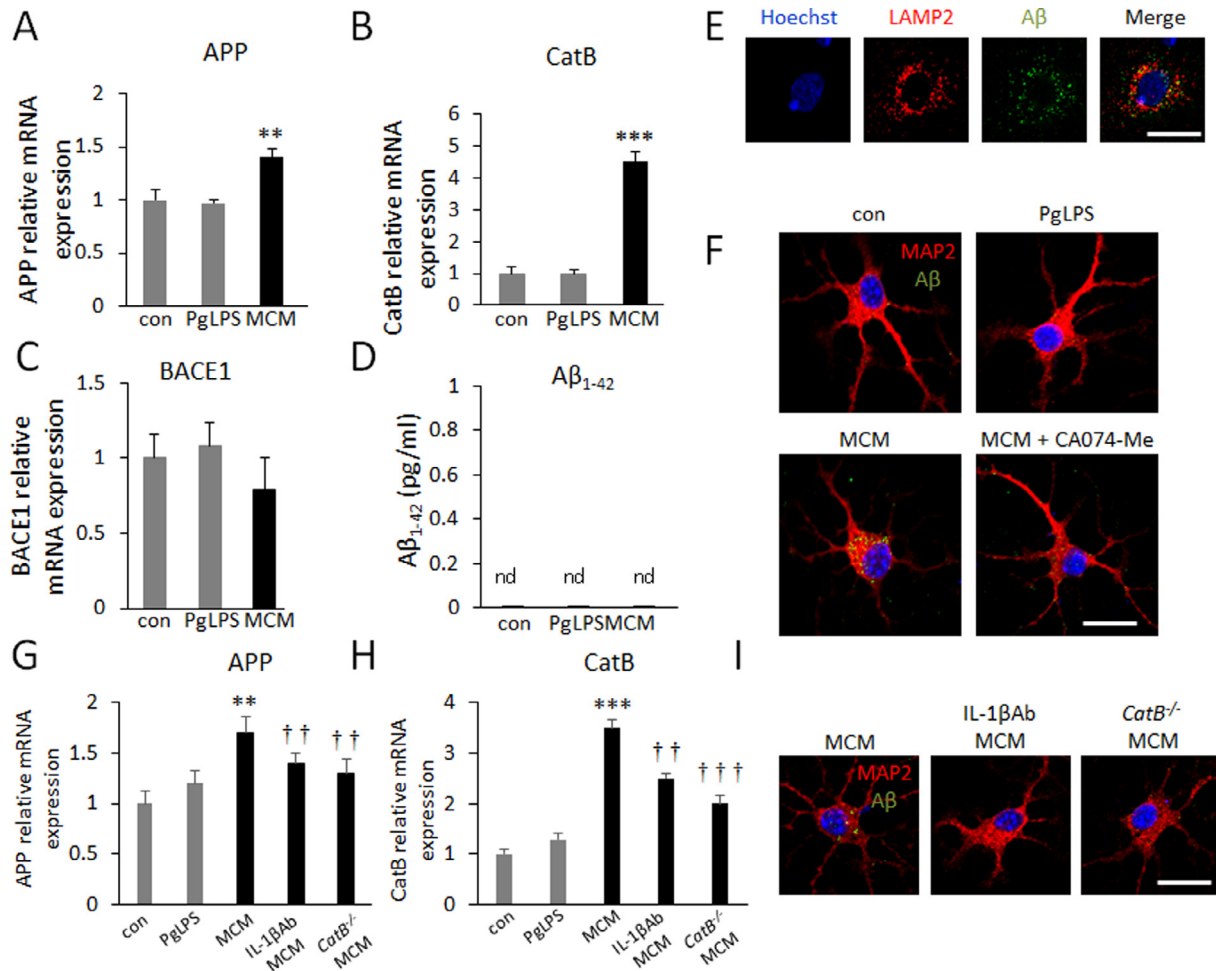 A
APP
APP relative mRNA
expression
2
1.5
1
0.5
0
**
con PgLPS MCM
B
CatB
CatB relative mRNA
expression
6
5
4
3
2
1
0
***
con PgLPS MCM
C
BACE1
BACE1 relative
mRNA expression
1.5
1
0.5
0
con PgLPS MCM
D
Aβ1-42
Aβ1-42 (pg/ml)
1
0.8
0.6
0.4
0.2
0
nd nd nd
con PgLPSMCM
E
Hoechst LAMP2 Aβ Merge
F
con PgLPS
MAP2
Aβ
MCM MCM + CA074-Me
G
APP
APP relative mRNA
expression
2
1.5
1
0.5
0
** †† ††
con
PgLPS
MCM
IL-1βAb
MCM
CatB-/-
MCM
H
CatB
CatB relative mRNA
expression
4
3
2
1
0
*** †† †††
con
PgLPS
MCM
IL-1βAb
MCM
CatB-/-
MCM
I
MCM
IL-1βAb
MCM
CatB-/-
MCM
MAP2
Aβ